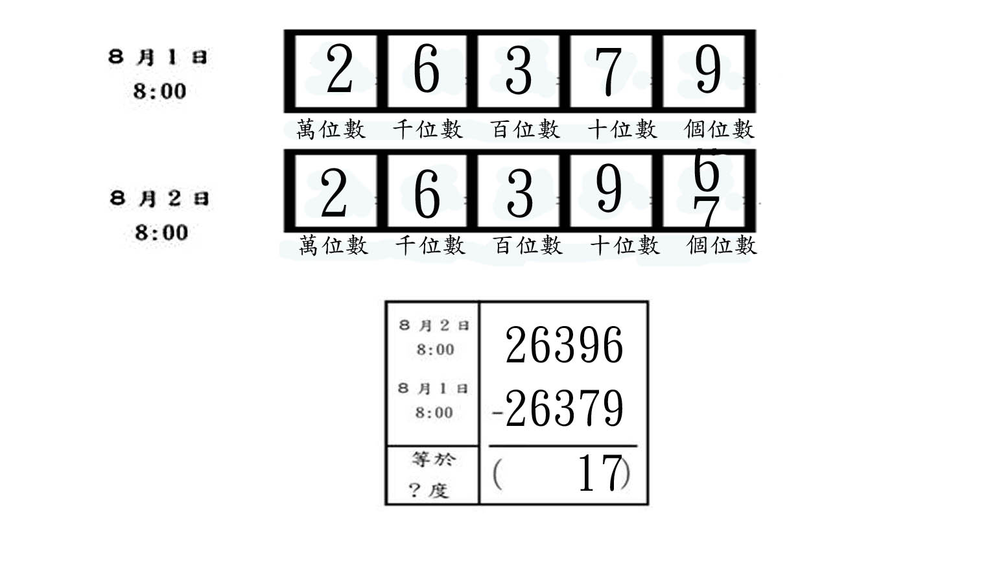 8月1日
8:00
2 6 3 7 9
萬位數 千位數 百位數 十位數 個位數
8月2日
8:00
2 6 3 9 6
7
萬位數 千位數 百位數 十位數 個位數
8月2日
8:00
26396
8月1日
8:00
-26379
等於
?度
( 17)